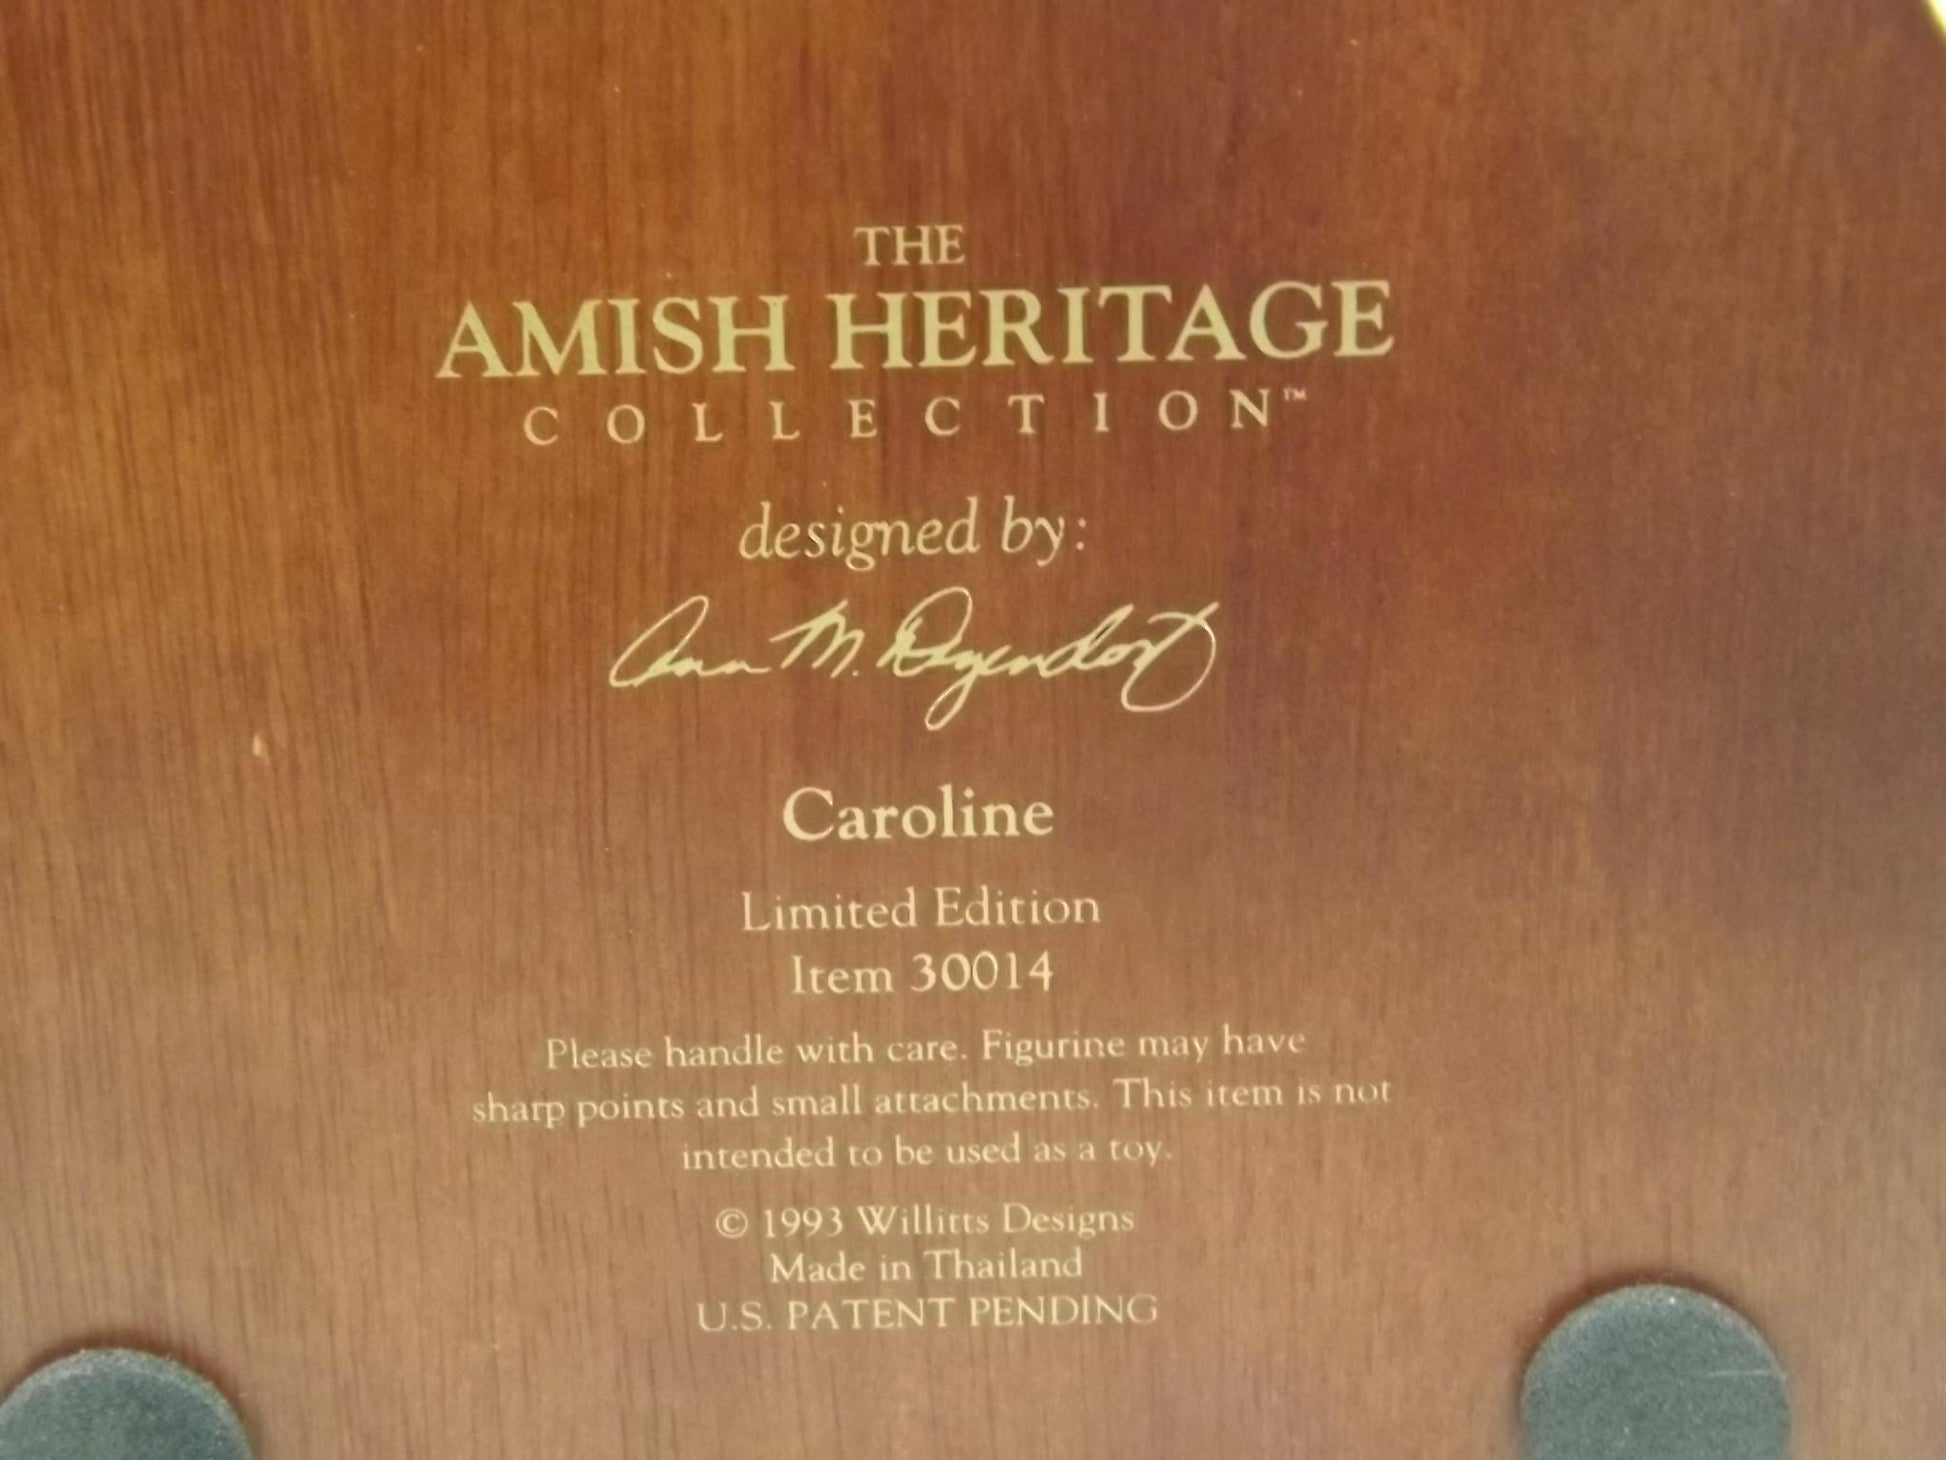 THE
AMISH HERITAGE
COLLECTION™
designed by:
Ann M. Dezendorf
Caroline
Limited Edition
Item 30014
Please handle with care. Figurine may have
sharp points and small attachments. This item is not
intended to be used as a toy.
© 1993 Willitts Designs
Made in Thailand
U.S. PATENT PENDING